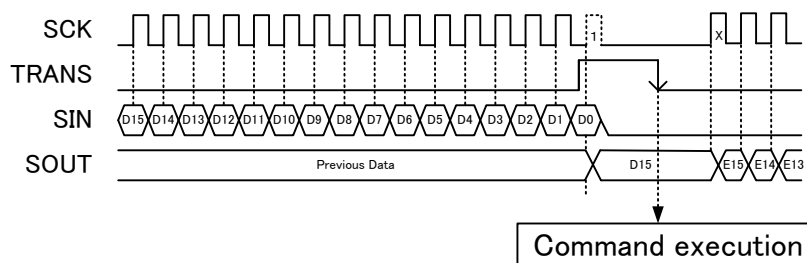 SCK 1 X
TRANS
SIN D15 D14 D13 D12 D11 D10 D9 D8 D7 D6 D5 D4 D3 D2 D1 D0
SOUT Previous Data D15 E15 E14 E13
Command execution